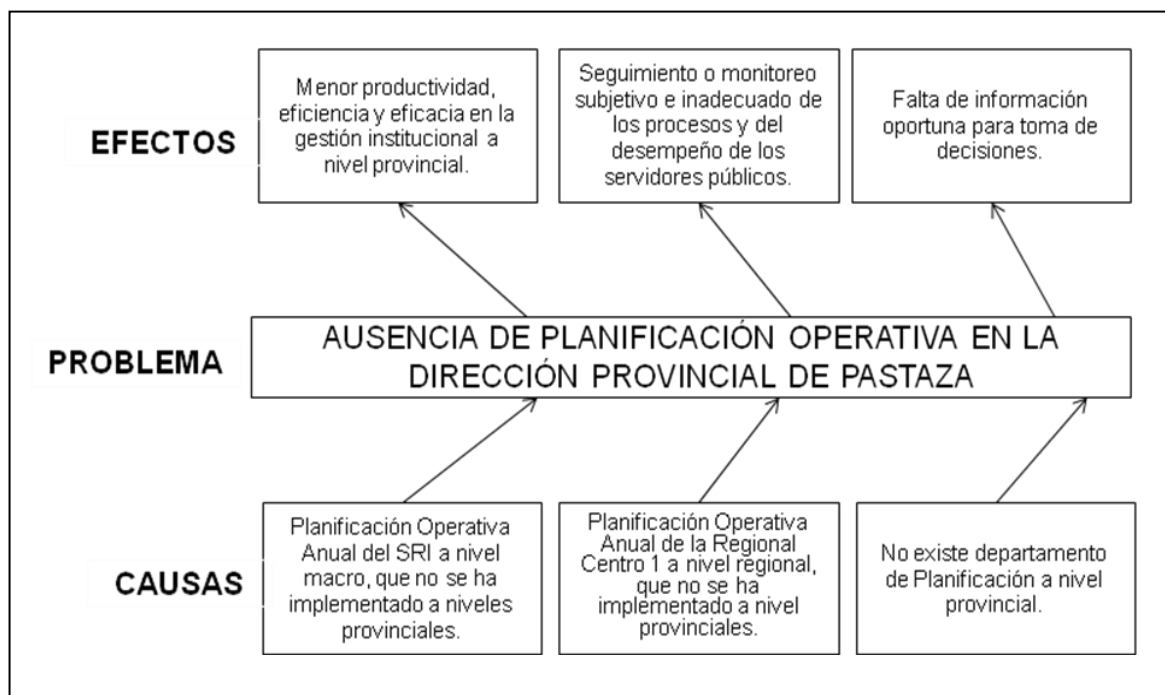 EFECTOS
Menor productividad,
eficiencia y eficacia en la
gestión institucional a
nivel provincial.
Seguimiento o monitoreo
subjetivo e inadecuado de
los procesos y del
desempeño de los
servidores públicos.
Falta de información
oportuna para toma de
decisiones.
PROBLEMA
AUSENCIA DE PLANIFICACIÓN OPERATIVA EN LA
DIRECCIÓN PROVINCIAL DE PASTAZA
CAUSAS
Planificación Operativa
Anual del SRI a nivel
macro, que no se ha
implementado a niveles
provinciales.
Planificación Operativa
Anual de la Regional
Centro 1 a nivel regional,
que no se ha
implementado a nivel
provinciales.
No existe departamento
de Planificación a nivel
provincial.